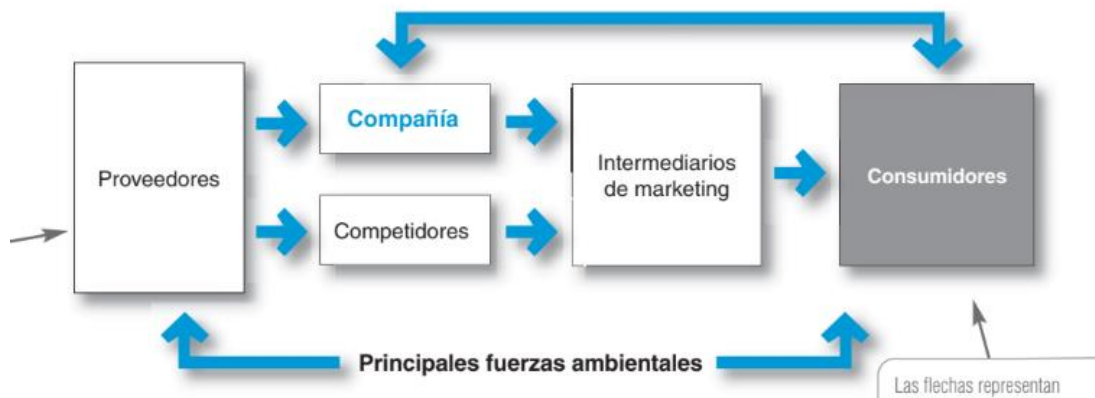 Proveedores
Compañía
Competidores
Intermediarios
de marketing
Consumidores
Principales fuerzas ambientales
Las flechas representan